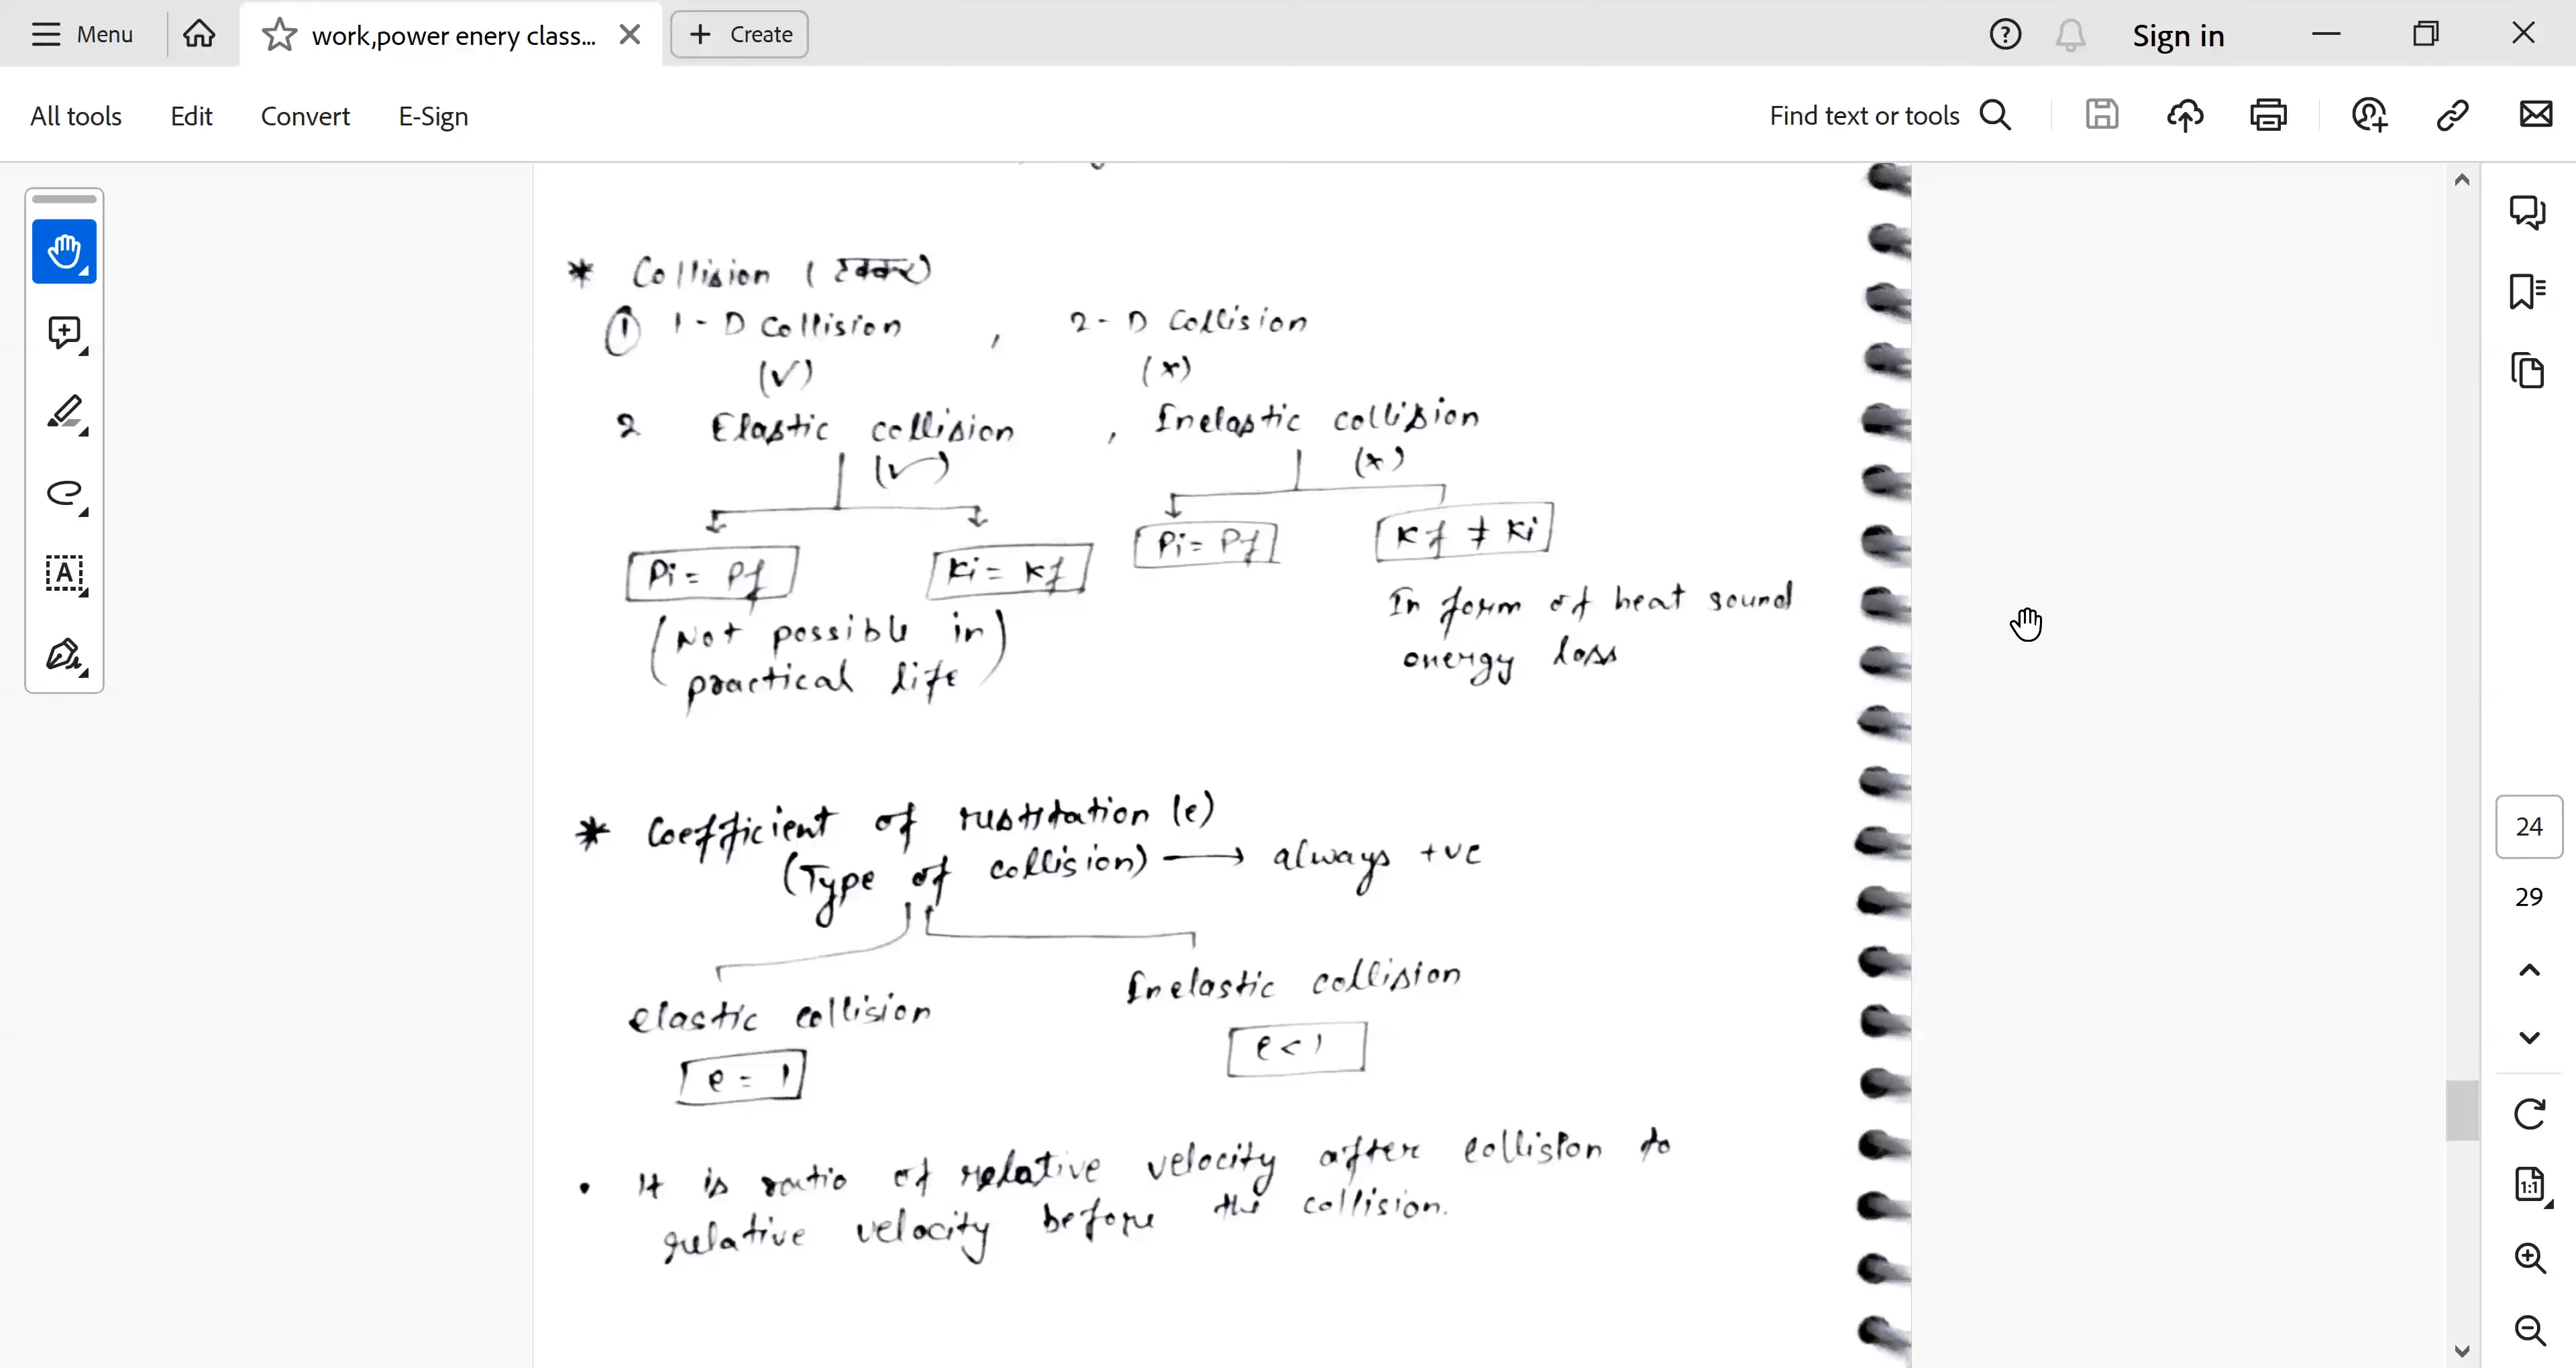 Menu
work,power enery class...
Create
Sign in
All tools
Edit
Convert
E-Sign
Find text or tools
* Collision (टक्कर)
① 1-D Collision , 2-D Collision
(✓) (x)
2 Elastic collision , Inelastic collision
(✓) (x)
Pi = Pf Ki = Kf Pi = Pf Kf ≠ Ki
(Not possible in practical life)
In form of heat sound
energy loss
* Coefficient of rustitation (e)
(Type of collision) → always +ve
elastic collision Inelastic collision
e = 1 e < 1
• It is ratio of relative velocity after collision to
relative velocity before the collision.
24
29
1:1